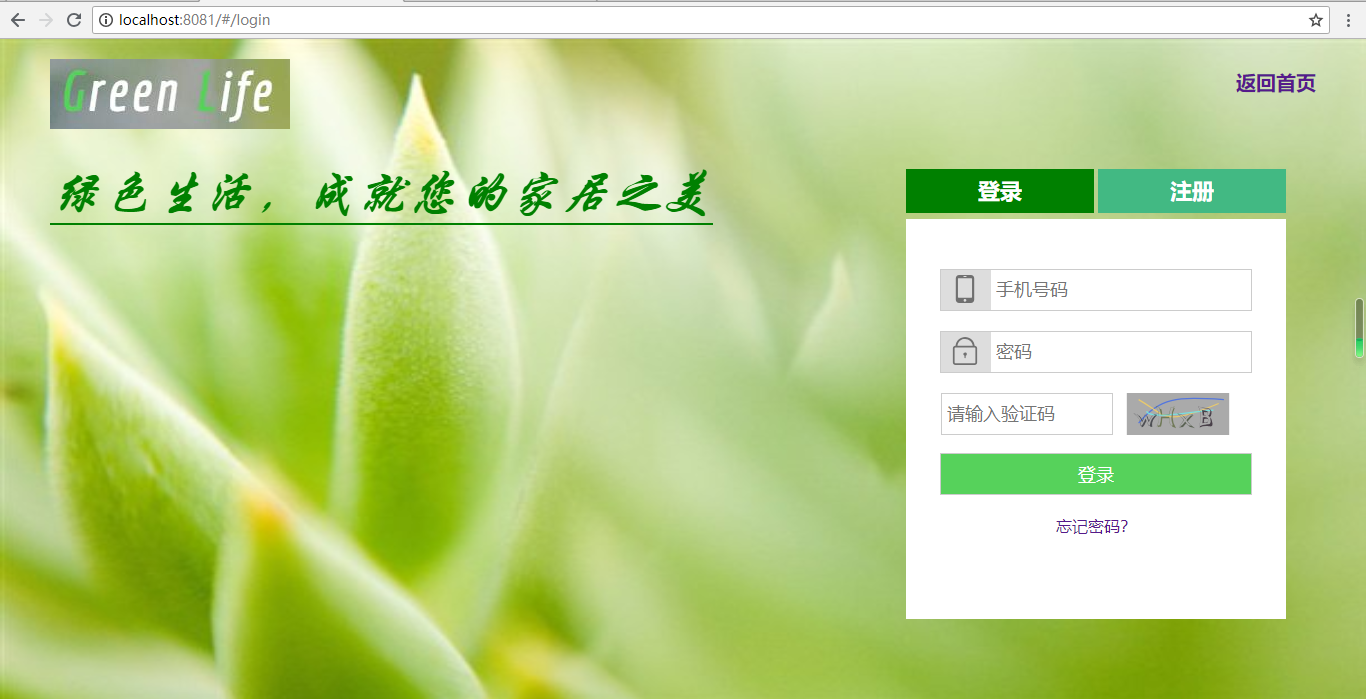 localhost:8081/#/login
Green Life
返回首页
绿色生活，成就您的家居之美
登录
注册
手机号码
密码
请输入验证码
wHxB
登录
忘记密码?